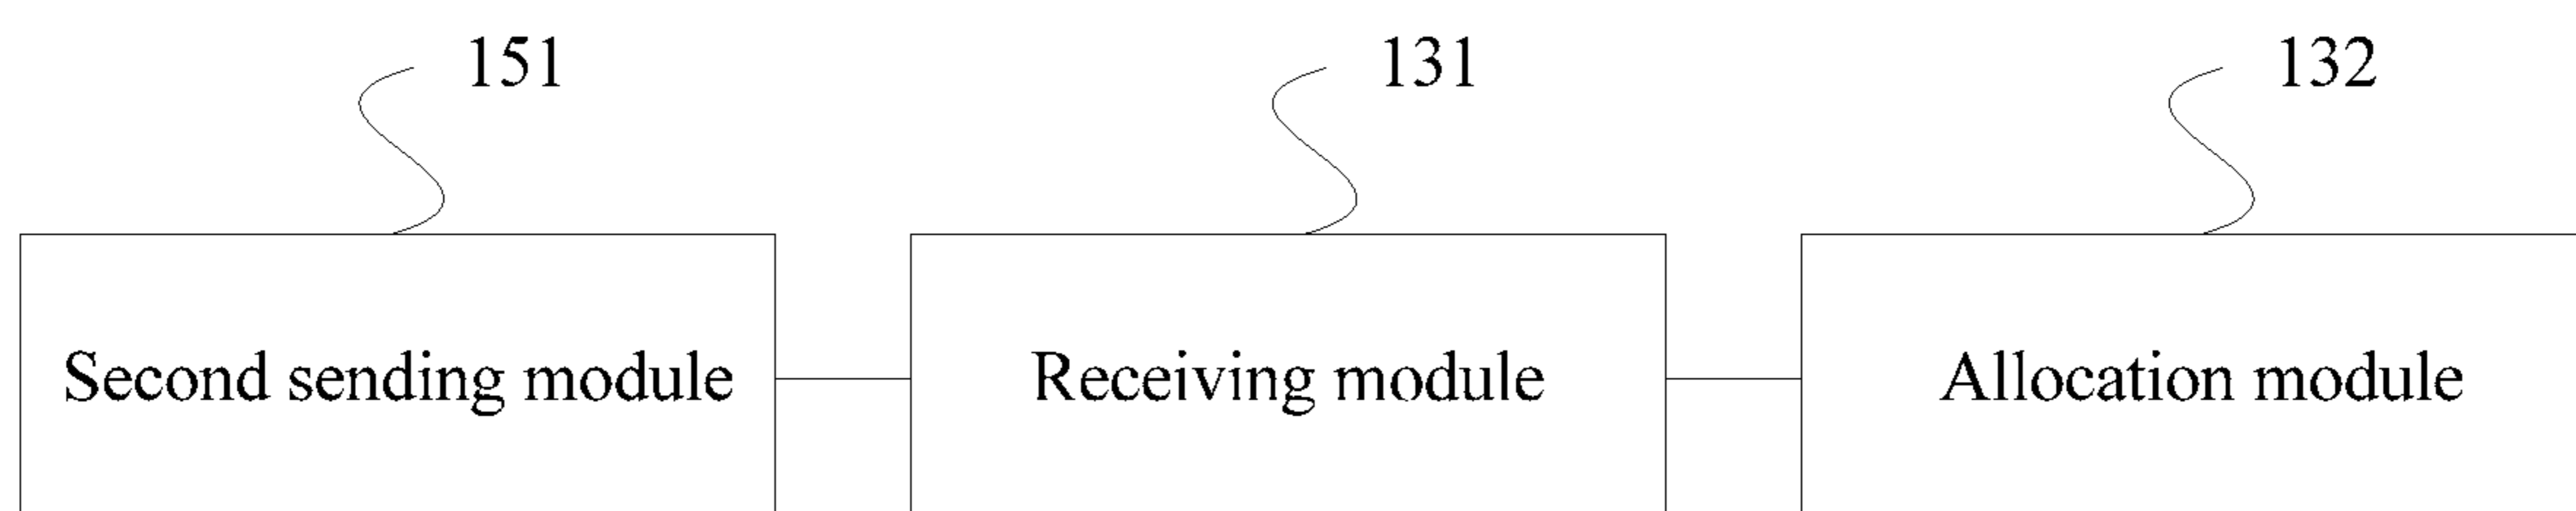 151
131
132
Second sending module
Receiving module
Allocation module